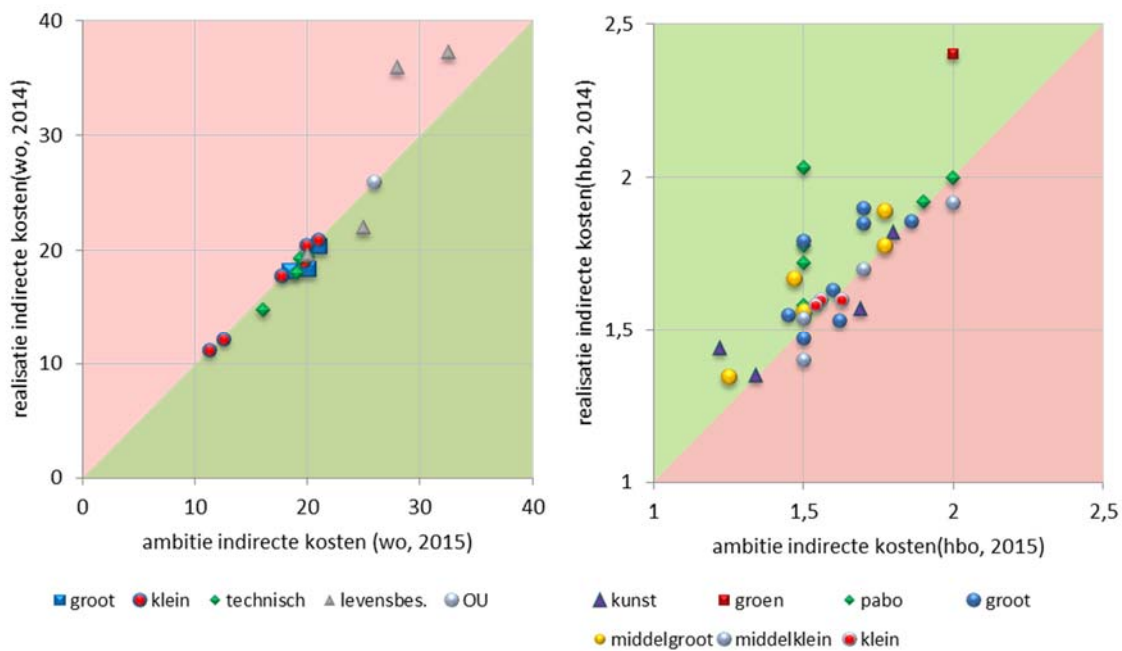 realisatie indirecte kosten(wo, 2014)
40
30
20
10
0
0 10 20 30 40
ambitie indirecte kosten (wo, 2015)
groot klein technisch levensbes. OU
realisatie indirecte kosten(hbo, 2014)
2,5
2
1,5
1
1 1,5 2 2,5
ambitie indirecte kosten(hbo, 2015)
kunst groen pabo groot
middelgroot middelklein klein